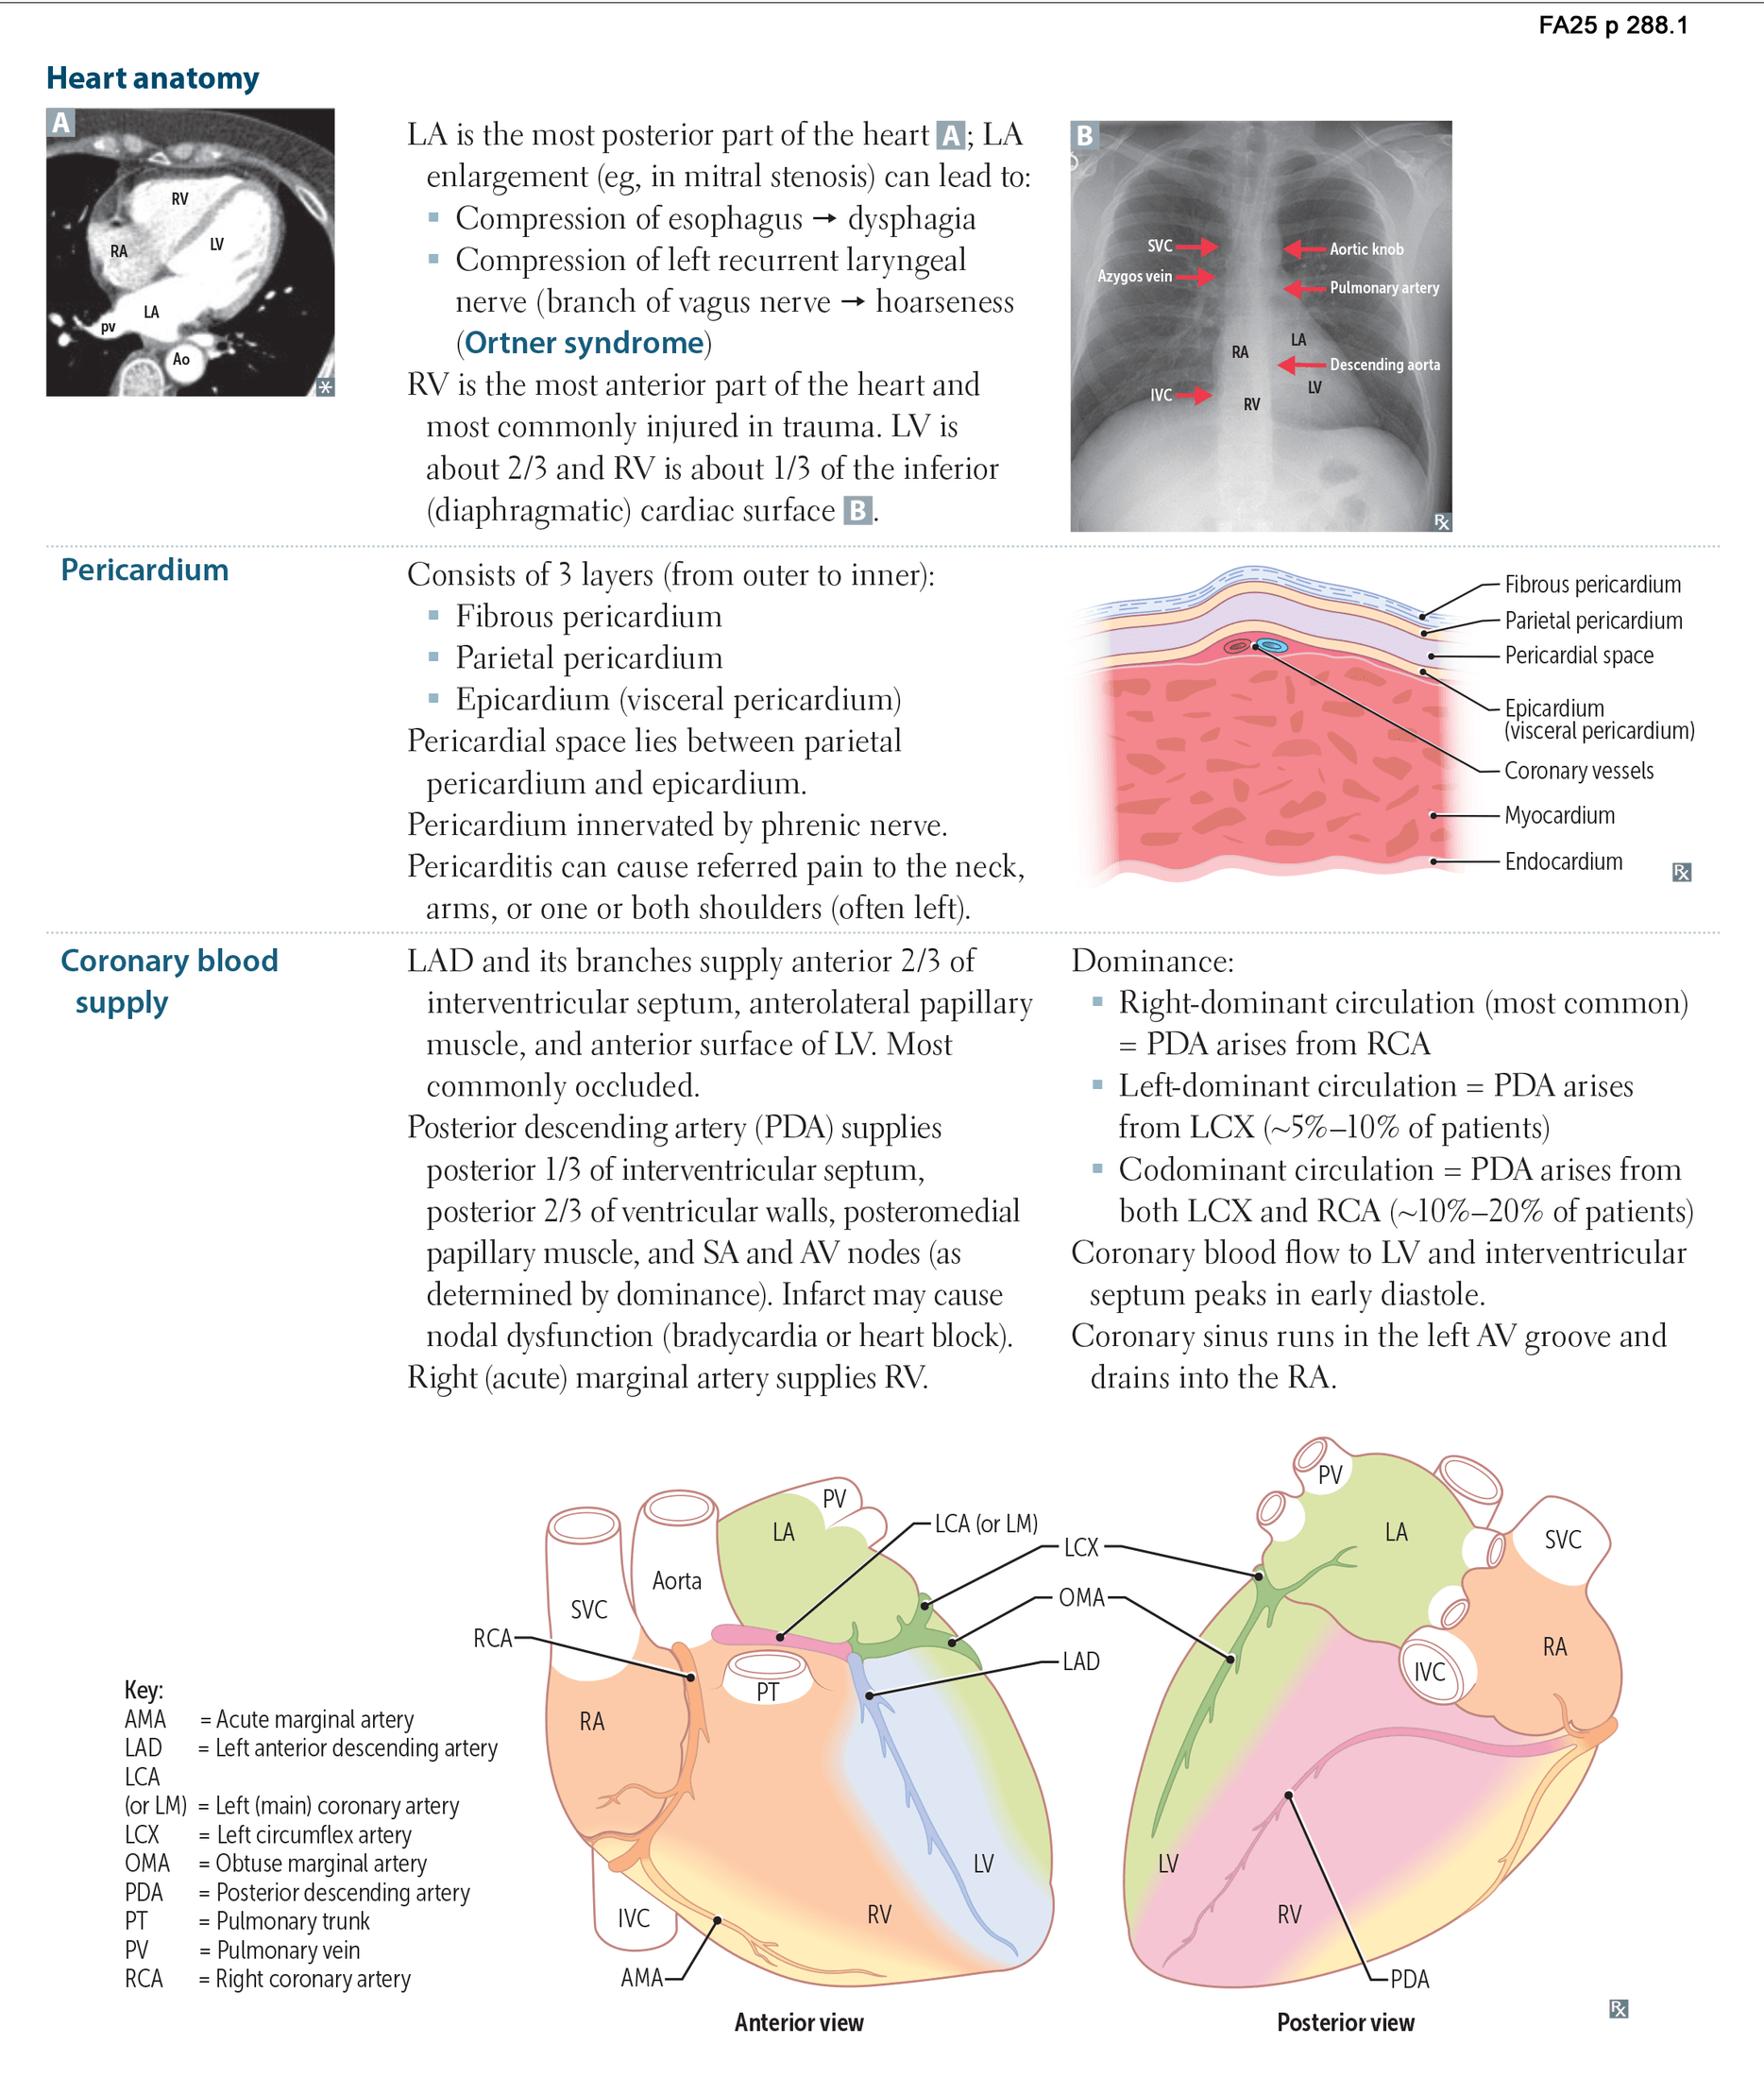 FA25 p 288.1
Heart anatomy
A
RV
RA
LV
LA
pv
Ao
*
LA is the most posterior part of the heart A; LA
enlargement (eg, in mitral stenosis) can lead to:
▪ Compression of esophagus → dysphagia
▪ Compression of left recurrent laryngeal
nerve (branch of vagus nerve → hoarseness
(Ortner syndrome)
RV is the most anterior part of the heart and
most commonly injured in trauma. LV is
about 2/3 and RV is about 1/3 of the inferior
(diaphragmatic) cardiac surface B.
B
SVC
Aortic knob
Azygos vein
Pulmonary artery
LA
RA
Descending aorta
LV
IVC
RV
Rx
Pericardium
Consists of 3 layers (from outer to inner):
▪ Fibrous pericardium
▪ Parietal pericardium
▪ Epicardium (visceral pericardium)
Pericardial space lies between parietal
pericardium and epicardium.
Pericardium innervated by phrenic nerve.
Pericarditis can cause referred pain to the neck,
arms, or one or both shoulders (often left).
Fibrous pericardium
Parietal pericardium
Pericardial space
Epicardium
(visceral pericardium)
Coronary vessels
Myocardium
Endocardium
Rx
Coronary blood
supply
LAD and its branches supply anterior 2/3 of
interventricular septum, anterolateral papillary
muscle, and anterior surface of LV. Most
commonly occluded.
Posterior descending artery (PDA) supplies
posterior 1/3 of interventricular septum,
posterior 2/3 of ventricular walls, posteromedial
papillary muscle, and SA and AV nodes (as
determined by dominance). Infarct may cause
nodal dysfunction (bradycardia or heart block).
Right (acute) marginal artery supplies RV.
Dominance:
▪ Right-dominant circulation (most common)
= PDA arises from RCA
▪ Left-dominant circulation = PDA arises
from LCX (~5%–10% of patients)
▪ Codominant circulation = PDA arises from
both LCX and RCA (~10%–20% of patients)
Coronary blood flow to LV and interventricular
septum peaks in early diastole.
Coronary sinus runs in the left AV groove and
drains into the RA.
PV
LA
LCA (or LM)
LCX
Aorta
SVC
OMA
RCA
LAD
PT
RA
LV
RV
IVC
AMA
Anterior view
PV
LA
SVC
RA
IVC
LV
RV
PDA
Posterior view
Key:
AMA = Acute marginal artery
LAD = Left anterior descending artery
LCA
(or LM) = Left (main) coronary artery
LCX = Left circumflex artery
OMA = Obtuse marginal artery
PDA = Posterior descending artery
PT = Pulmonary trunk
PV = Pulmonary vein
RCA = Right coronary artery
Rx